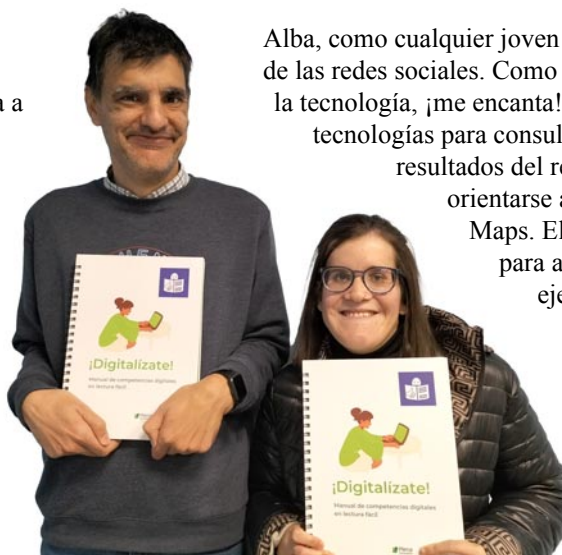 a a
Alba, como cualquier joven
de las redes sociales. Como
la tecnología, ¡me encanta!
tecnologías para consul
resultados del r
orientarse a
Maps. El
para a
eje
¡Digitalízate!
Manual de competencias digitales
en lectura fácil
Plena
¡Digitalízate!
Manual de competencias digitales
en lectura fácil
Plena